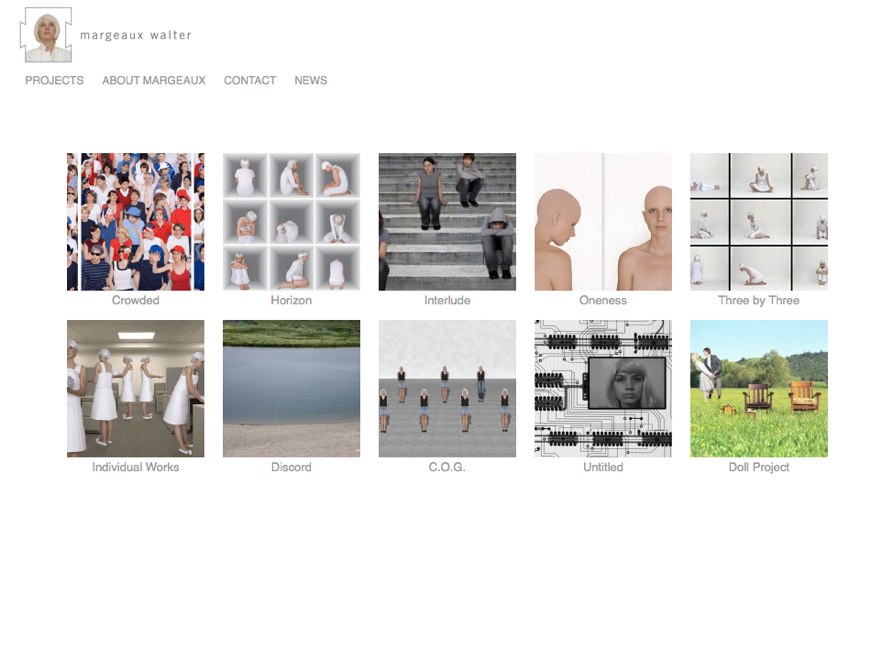 margeaux walter
PROJECTS ABOUT MARGEAUX CONTACT NEWS
Crowded Horizon Interlude Oneness Three by Three
Individual Works Discord C.O.G. Untitled Doll Project